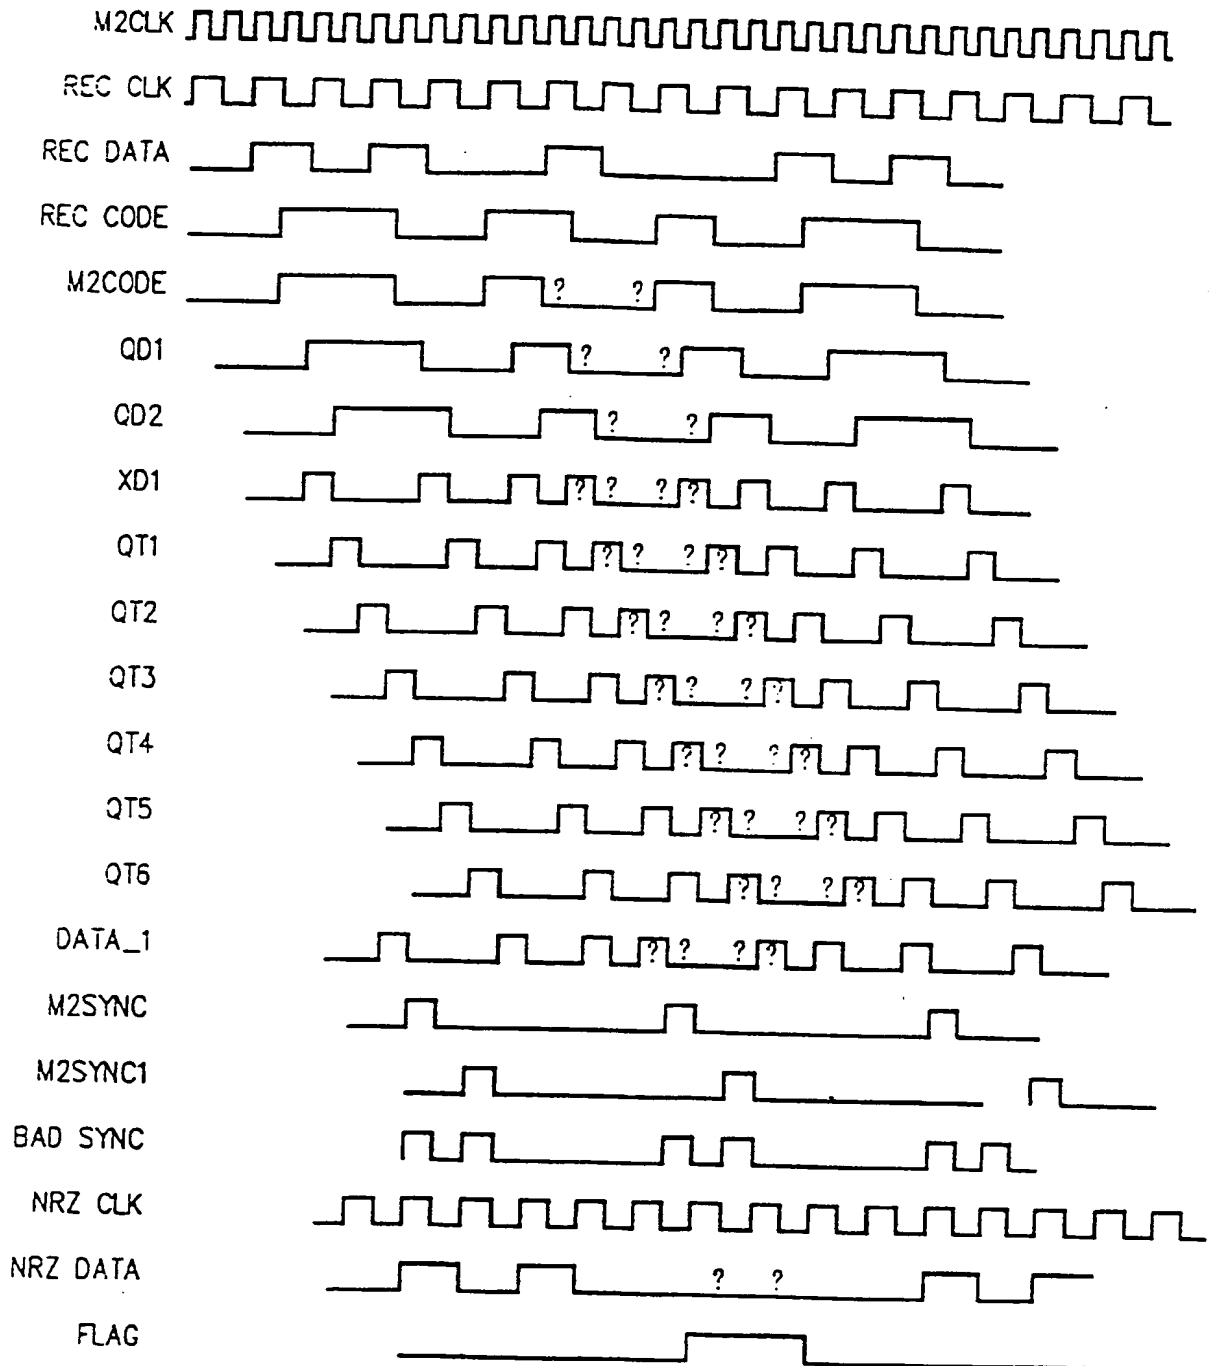 M2CLK
REC CLK
REC DATA
REC CODE
M2CODE ? ?
QD1 ? ?
QD2 ? ?
XD1 ? ? ? ?
QT1 ? ? ? ?
QT2 ? ? ? ?
QT3 ? ? ? ?
QT4 ? ? ? ?
QT5 ? ? ? ?
QT6 ? ? ? ?
DATA_1 ? ? ? ?
M2SYNC
M2SYNC1
BAD SYNC
NRZ CLK
NRZ DATA ? ?
FLAG